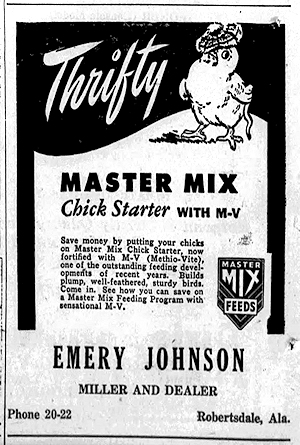 Thrifty
MASTER MIX
Chick Starter WITH M-V
Save money by putting your chicks
on Master Mix Chick Starter, now
fortified with M-V (Methio-Vite),
one of the outstanding feeding devel-
opments of recent years. Builds
plump, well-feathered, sturdy birds.
Come in. See how you can save on
a Master Mix Feeding Program with
sensational M-V.
MASTER
MIX
FEEDS
EMERY JOHNSON
MILLER AND DEALER
Phone 20-22 Robertsdale, Ala.